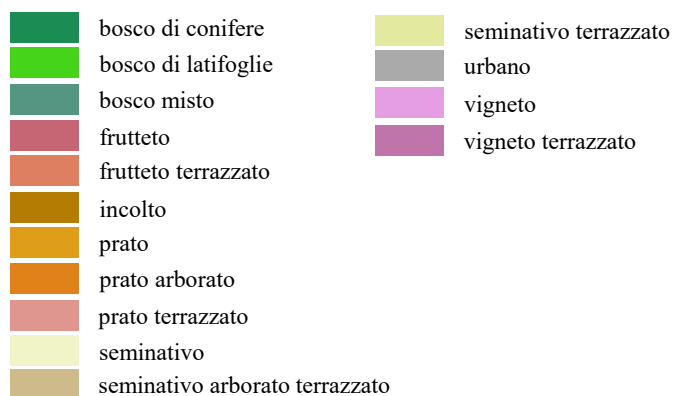 bosco di conifere
bosco di latifoglie
bosco misto
frutteto
frutteto terrazzato
incolto
prato
prato arborato
prato terrazzato
seminativo
seminativo arborato terrazzato
seminativo terrazzato
urbano
vigneto
vigneto terrazzato